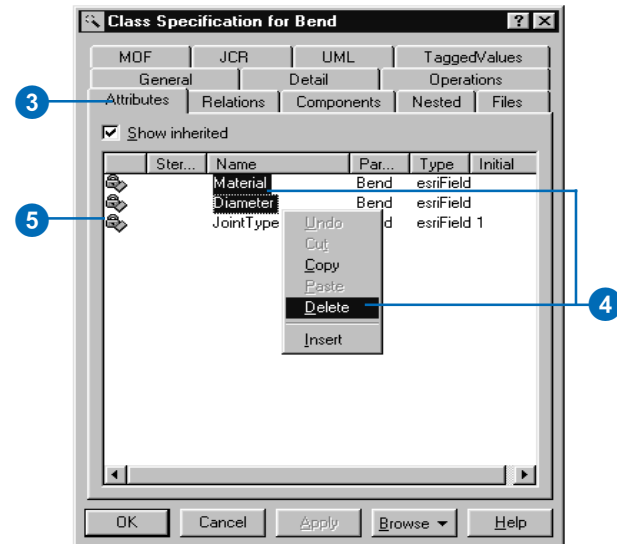 Class Specification for Bend
MOF JCR UML TaggedValues
General Detail Operations
3 Attributes Relations Components Nested Files
Show inherited
Ster... Name Par... Type Initial
Material Bend esriField
Diameter Bend esriField
5 JointType d esriField 1
Undo
Cut
Copy
Paste
Delete 4
Insert
OK Cancel Apply Browse Help